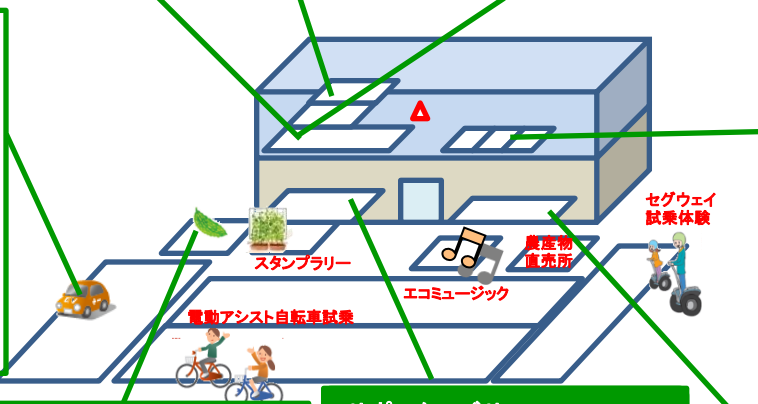 セグウェイ
試乗体験
農産物
直売所
スタンプラリー
エコミュージック
電動アシスト自転車試乗